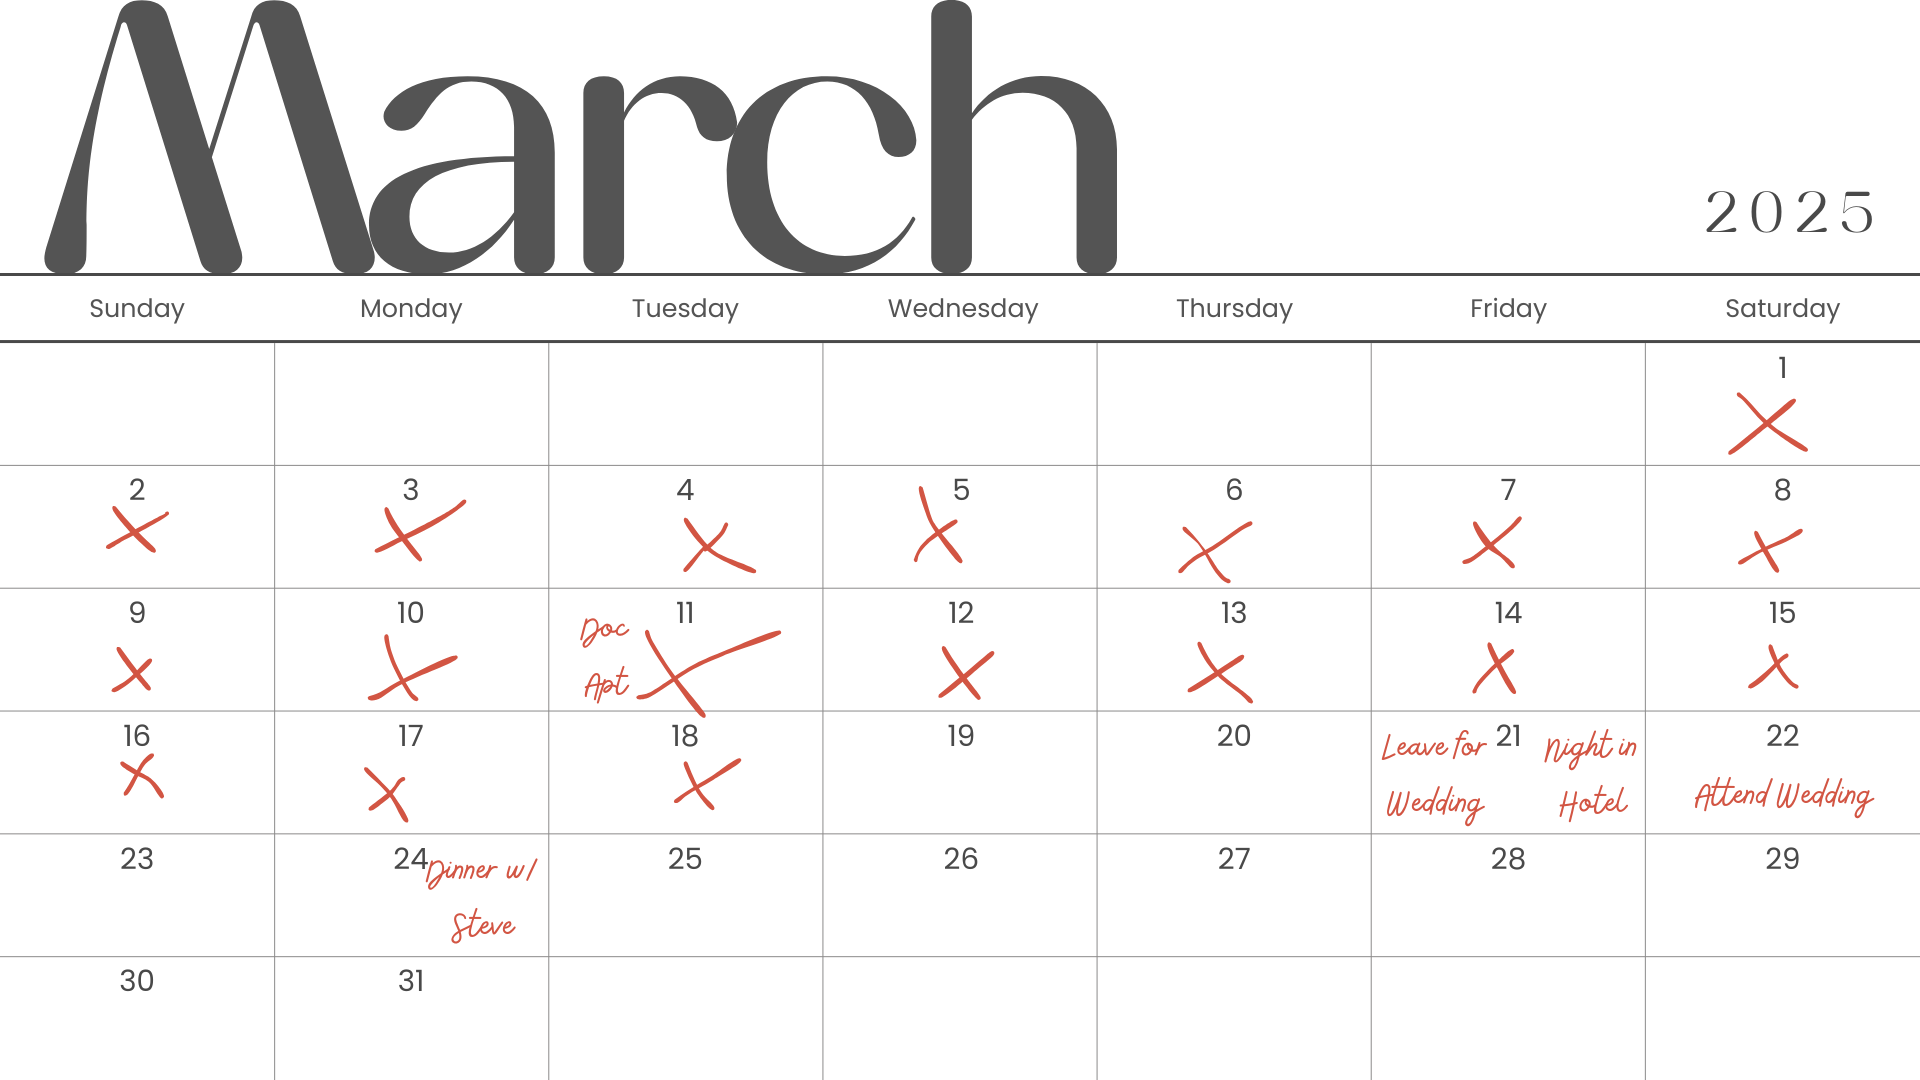 March
2025
Sunday Monday Tuesday Wednesday Thursday Friday Saturday
1
2 3 4 5 6 7 8
9 10 11 12 13 14 15
Doc
Apt
16 17 18 19 20 21 22
Leave for
Wedding
Night in
Hotel
Attend Wedding
23 24 25 26 27 28 29
Dinner w/
Steve
30 31